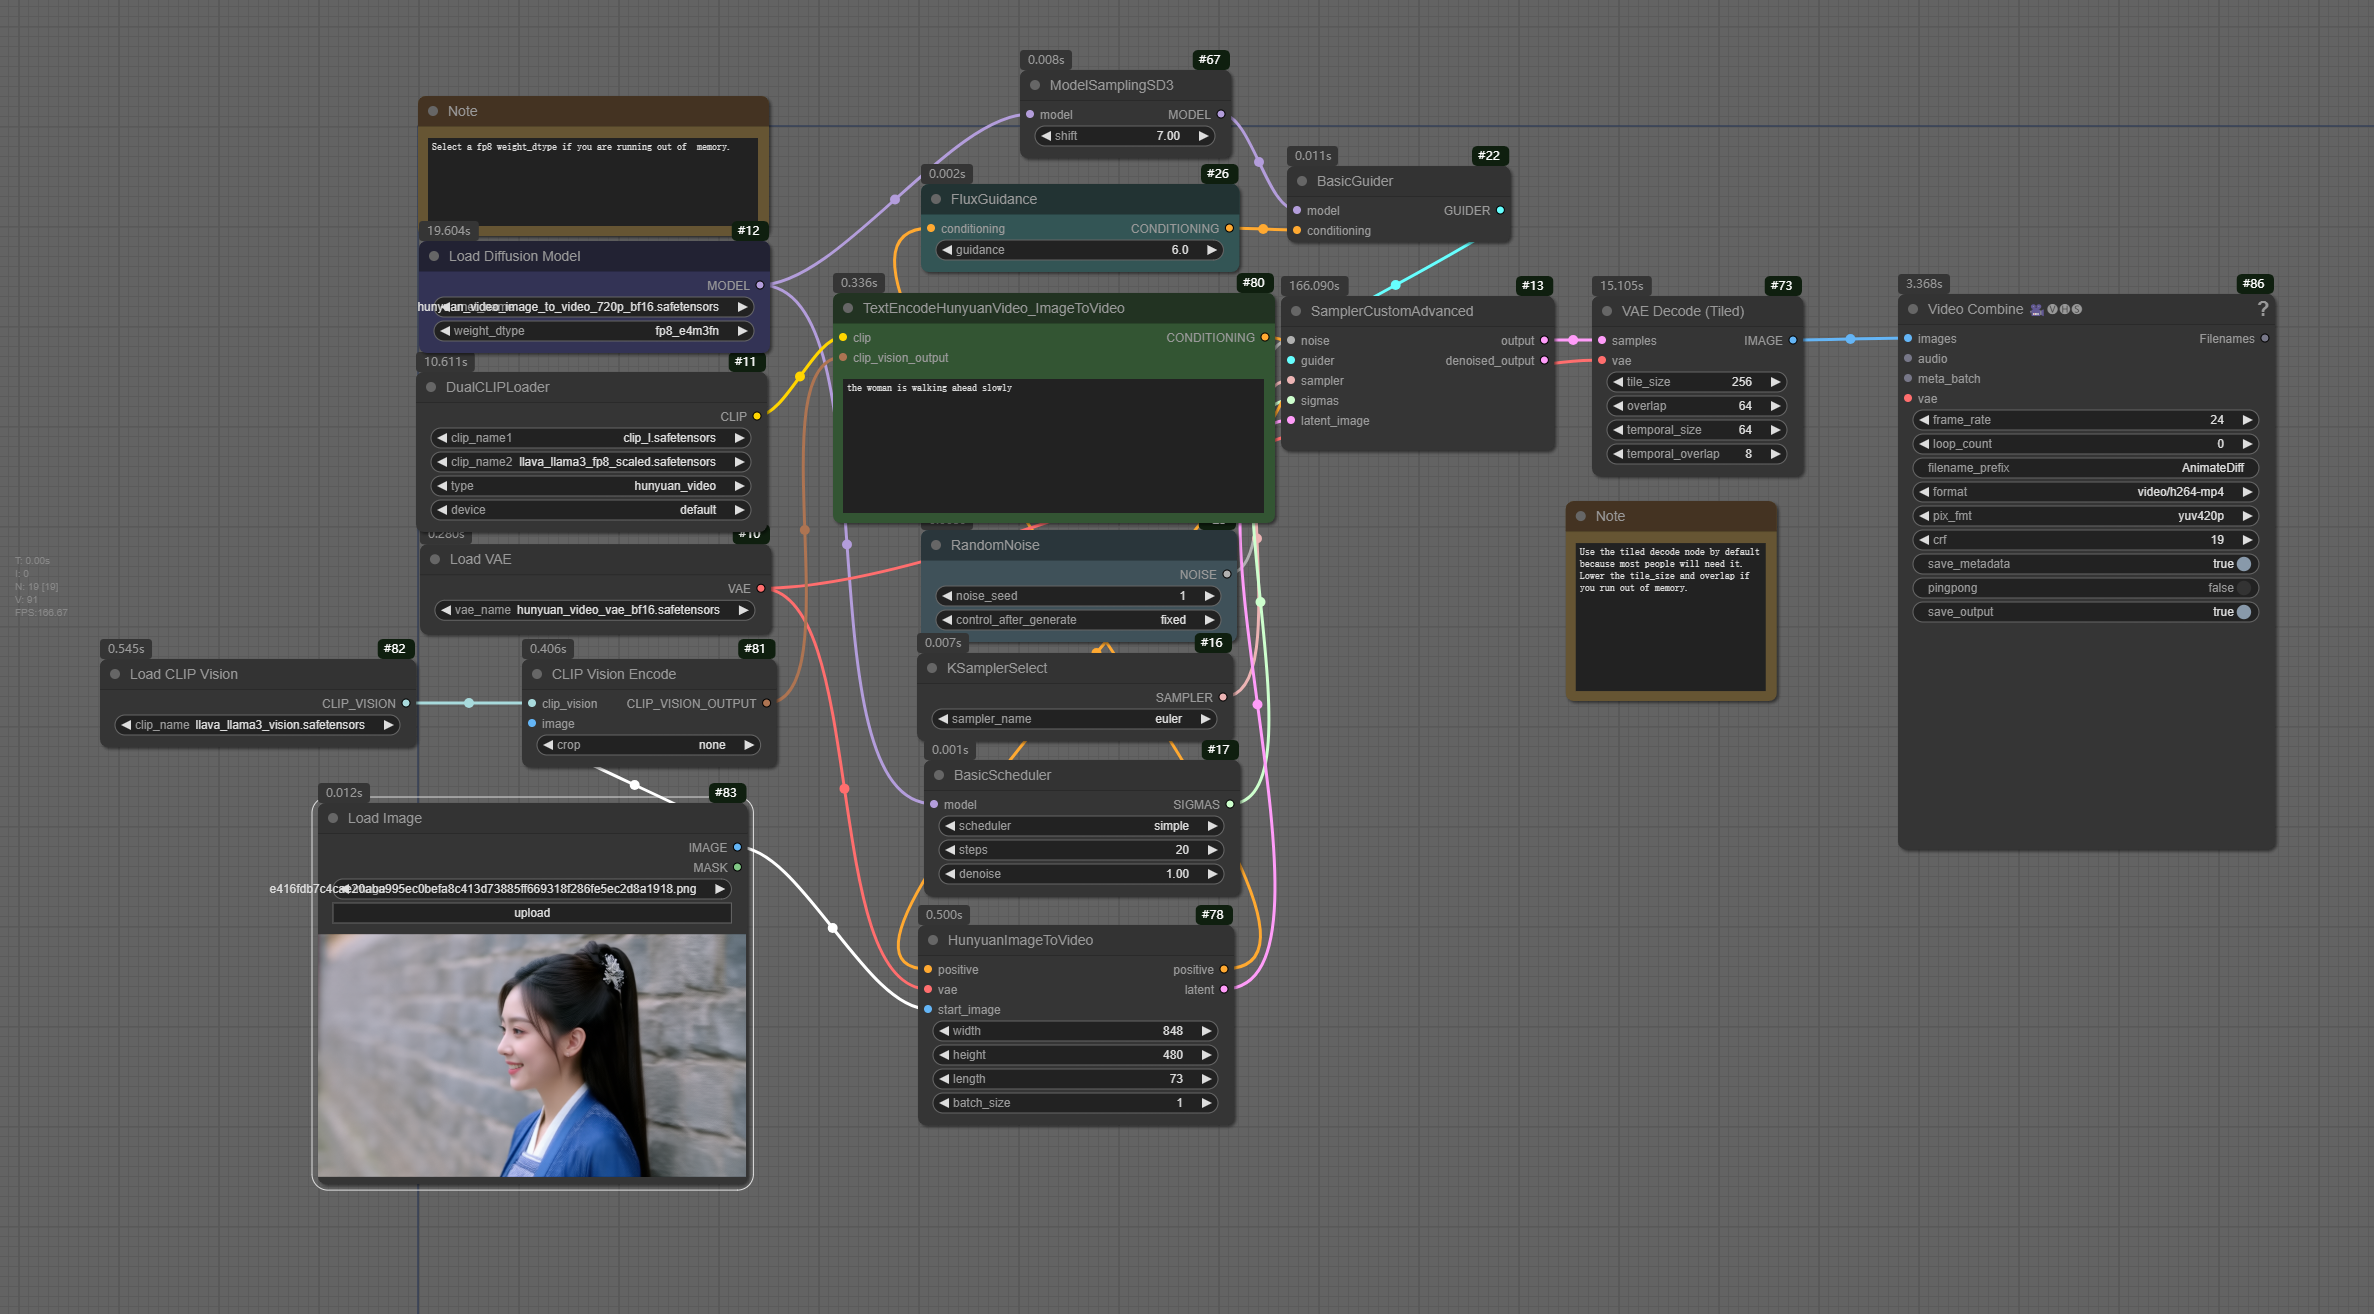 0.008s
#67
ModelSamplingSD3
model
MODEL
shift
7.00
Note
Select a fp8 weight_dtype if you are running out of  memory.
19.604s
#12
Load Diffusion Model
MODEL
hunyuan_video_image_to_video_720p_bf16.safetensors
weight_dtype
fp8_e4m3fn
10.611s
#11
DualCLIPLoader
CLIP
clip_name1
clip_l.safetensors
clip_name2
llava_llama3_fp8_scaled.safetensors
type
hunyuan_video
device
default
0.280s
#10
Load VAE
VAE
vae_name
hunyuan_video_vae_bf16.safetensors
T: 0.00s
I: 0
N: 19 [19]
V: 91
FPS:166.67
0.545s
#82
Load CLIP Vision
CLIP_VISION
clip_name
llava_llama3_vision.safetensors
0.406s
#81
CLIP Vision Encode
clip_vision
CLIP_VISION_OUTPUT
image
crop
none
0.012s
#83
Load Image
IMAGE
MASK
upload
0.002s
#26
FluxGuidance
conditioning
CONDITIONING
guidance
6.0
0.336s
#80
TextEncodeHunyuanVideo_ImageToVideo
clip
CONDITIONING
clip_vision_output
the woman is walking ahead slowly
RandomNoise
NOISE
noise_seed
1
control_after_generate
fixed
0.007s
#16
KSamplerSelect
SAMPLER
sampler_name
euler
0.001s
#17
BasicScheduler
model
SIGMAS
scheduler
simple
steps
20
denoise
1.00
0.500s
#78
HunyuanImageToVideo
positive
positive
vae
latent
start_image
width
848
height
480
length
73
batch_size
1
0.011s
#22
BasicGuider
model
GUIDER
conditioning
166.090s
#13
SamplerCustomAdvanced
noise
output
guider
denoised_output
sampler
sigmas
latent_image
15.105s
#73
VAE Decode (Tiled)
samples
IMAGE
vae
tile_size
256
overlap
64
temporal_size
64
temporal_overlap
8
Note
Use the tiled decode node by default
because most people will need it.
Lower the tile_size and overlap if
you run out of memory.
3.368s
#86
Video Combine 🎥🅥🅗🅢
?
images
Filenames
audio
meta_batch
vae
frame_rate
24
loop_count
0
filename_prefix
AnimateDiff
format
video/h264-mp4
pix_fmt
yuv420p
crf
19
save_metadata
true
pingpong
false
save_output
true